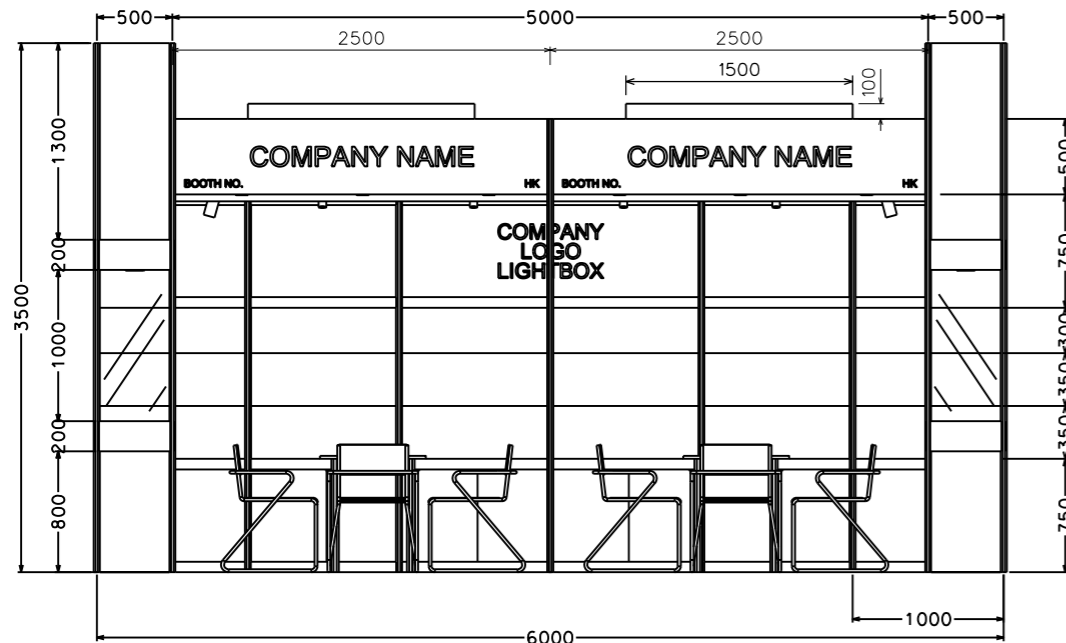 500
5000
500
2500
2500
1500
100
1300
COMPANY NAME
COMPANY NAME
500
BOOTH NO.
HK
BOOTH NO.
HK
COMPANY
LOGO
LIGHTBOX
200
750
3500
1000
300
350
200
350
800
750
1000
6000